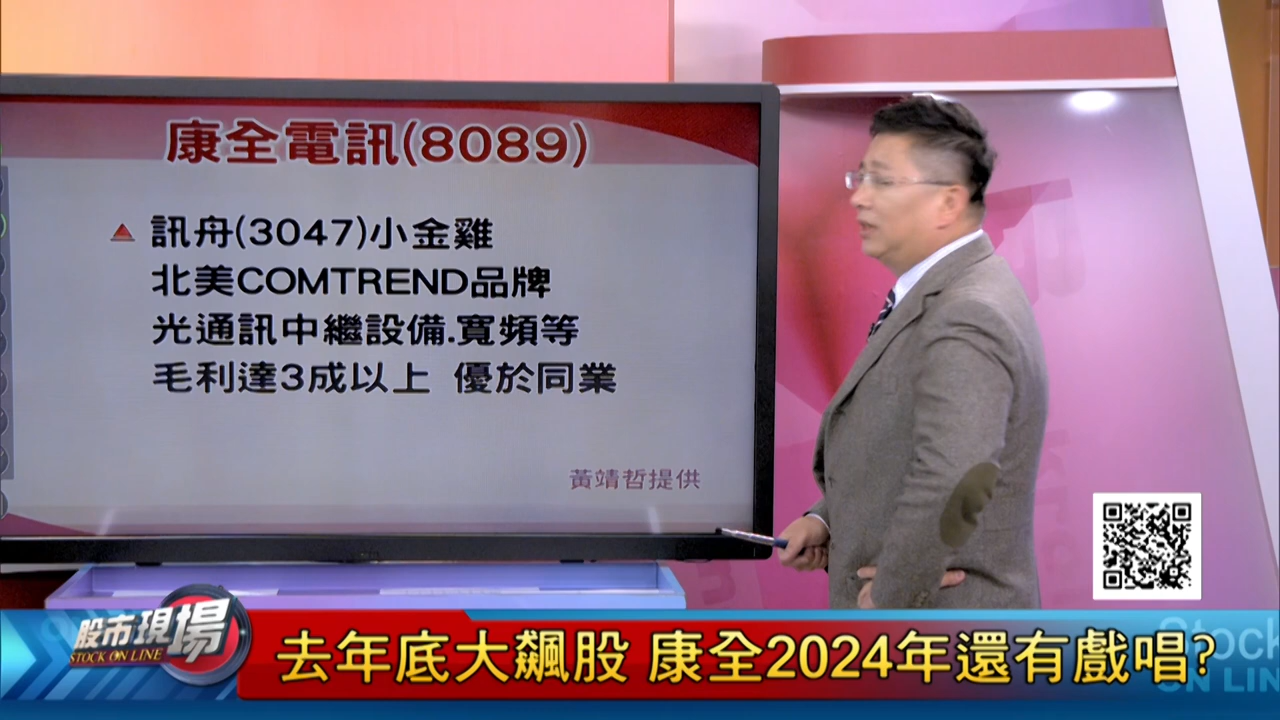 康全電訊(8089)
訊舟(3047)小金雞
北美COMTREND品牌
光通訊中繼設備.寬頻等
毛利達3成以上 優於同業
黃靖哲提供
股市現場
STOCK ON LINE
去年底大飆股 康全2024年還有戲唱?
Stock
ON LIN